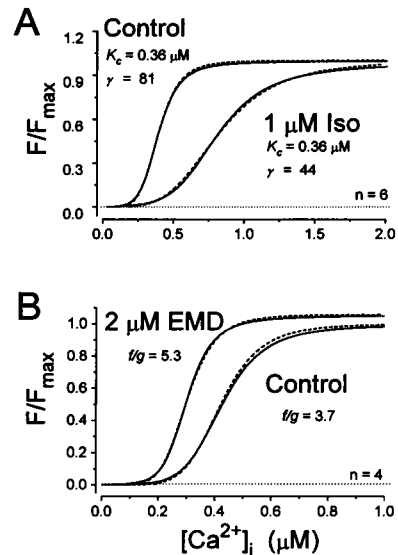 A
Control
K_c = 0.36 μM
γ = 81
1 μM Iso
K_c = 0.36 μM
γ = 44
n = 6
F/F_max
1.2
0.9
0.6
0.3
0.0
0.0 0.5 1.0 1.5 2.0
B
2 μM EMD
f/g = 5.3
Control
f/g = 3.7
n = 4
F/F_max
1.0
0.8
0.6
0.4
0.2
0.0
0.0 0.2 0.4 0.6 0.8 1.0
[Ca²⁺]ᵢ (μM)